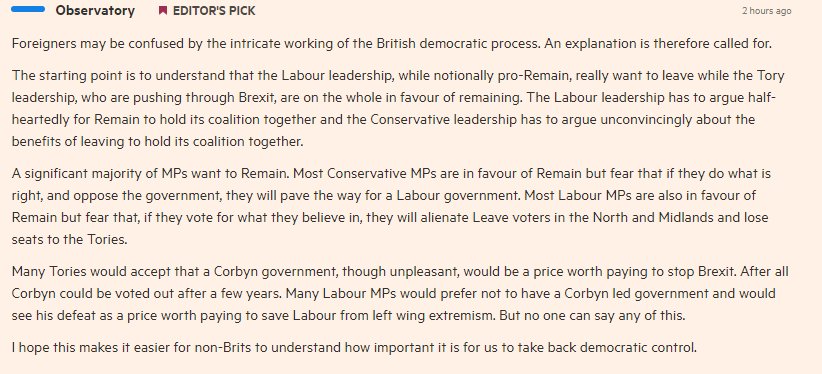 Observatory EDITOR'S PICK 2 hours ago
Foreigners may be confused by the intricate working of the British democratic process. An explanation is therefore called for.
The starting point is to understand that the Labour leadership, while notionally pro-Remain, really want to leave while the Tory
leadership, who are pushing through Brexit, are on the whole in favour of remaining. The Labour leadership has to argue half-
heartedly for Remain to hold its coalition together and the Conservative leadership has to argue unconvincingly about the
benefits of leaving to hold its coalition together.
A significant majority of MPs want to Remain. Most Conservative MPs are in favour of Remain but fear that if they do what is
right, and oppose the government, they will pave the way for a Labour government. Most Labour MPs are also in favour of
Remain but fear that, if they vote for what they believe in, they will alienate Leave voters in the North and Midlands and lose
seats to the Tories.
Many Tories would accept that a Corbyn government, though unpleasant, would be a price worth paying to stop Brexit. After all
Corbyn could be voted out after a few years. Many Labour MPs would prefer not to have a Corbyn led government and would
see his defeat as a price worth paying to save Labour from left wing extremism. But no one can say any of this.
I hope this makes it easier for non-Brits to understand how important it is for us to take back democratic control.